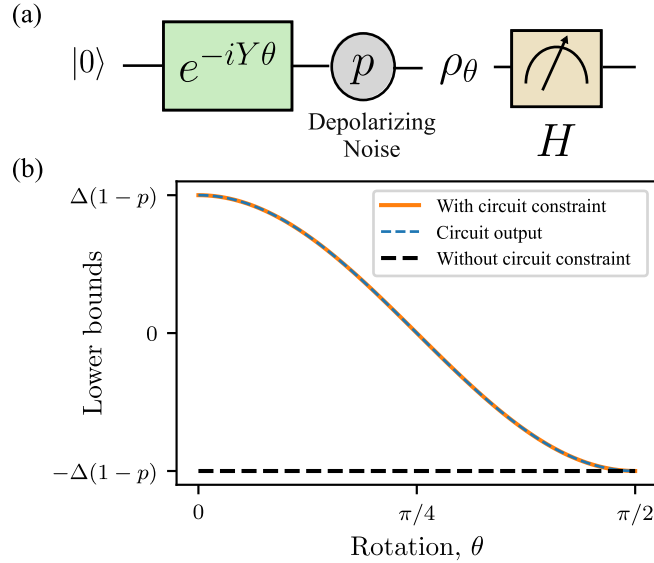 (a)
|0⟩ e^{-iYθ} p ρ_θ
Depolarizing
Noise
H
(b)
Δ(1 − p)
0
−Δ(1 − p)
Lower bounds
With circuit constraint
Circuit output
Without circuit constraint
0 π/4 π/2
Rotation, θ